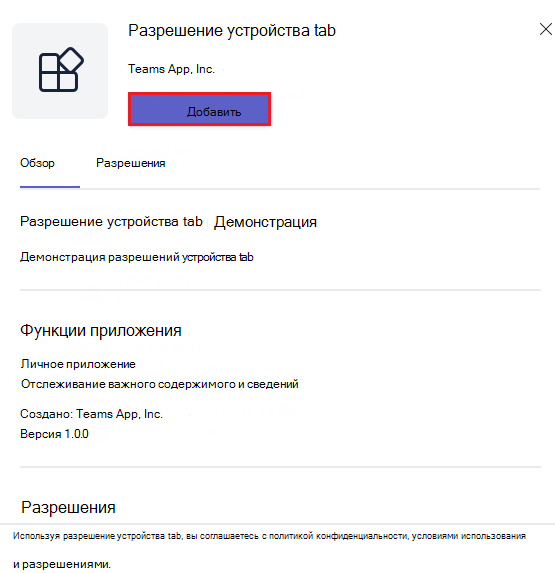 Разрешение устройства tab
Teams App, Inc.
Добавить
Обзор Разрешения
Разрешение устройства tab Демонстрация
Демонстрация разрешений устройства tab
Функции приложения
Личное приложение
Отслеживание важного содержимого и сведений
Создано: Teams App, Inc.
Версия 1.0.0
Разрешения
Используя разрешение устройства tab, вы соглашаетесь с политикой конфиденциальности, условиями использования
и разрешениями.